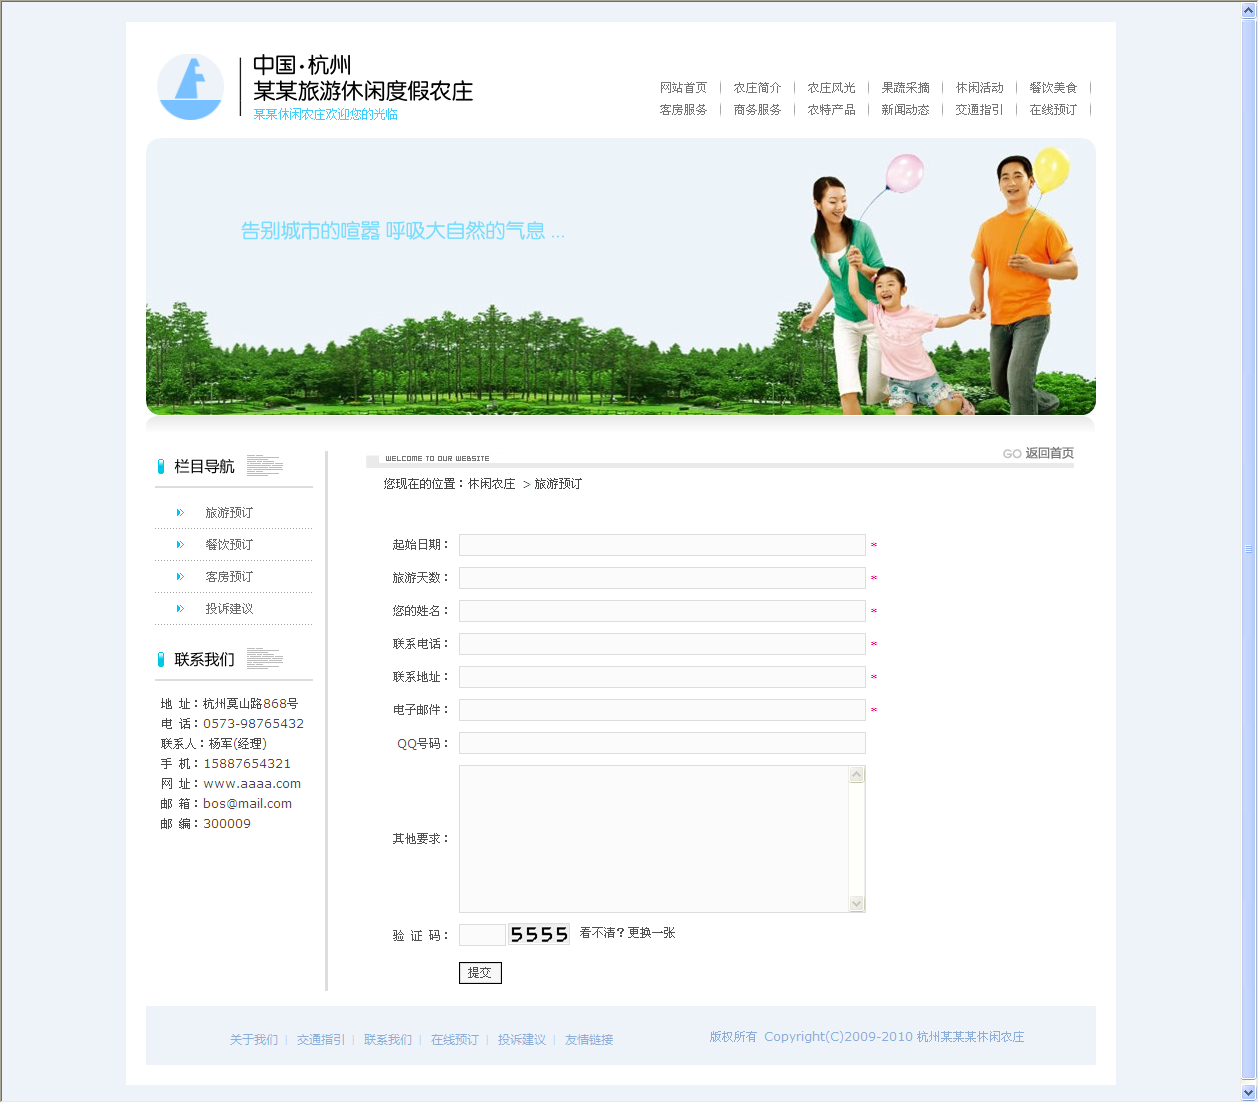 中国·杭州
某某旅游休闲度假农庄
某某休闲农庄欢迎您的光临
网站首页 农庄简介 农庄风光 果蔬采摘 休闲活动 餐饮美食
客房服务 商务服务 农特产品 新闻动态 交通指引 在线预订
告别城市的喧嚣 呼吸大自然的气息 ...
栏目导航
旅游预订
餐饮预订
客房预订
投诉建议
联系我们
地 址：杭州莫山路868号
电 话：0573-98765432
联系人：杨军(经理)
手 机：15887654321
网 址：www.aaaa.com
邮 箱：bos@mail.com
邮 编：300009
WELCOME TO OUR WEBSITE
GO 返回首页
您现在的位置：休闲农庄 > 旅游预订
起始日期： *
旅游天数： *
您的姓名： *
联系电话： *
联系地址： *
电子邮件： *
QQ号码：
其他要求：
验 证 码： 5555 看不清？更换一张
提交
关于我们 | 交通指引 | 联系我们 | 在线预订 | 投诉建议 | 友情链接
版权所有 Copyright(C)2009-2010 杭州某某某休闲农庄